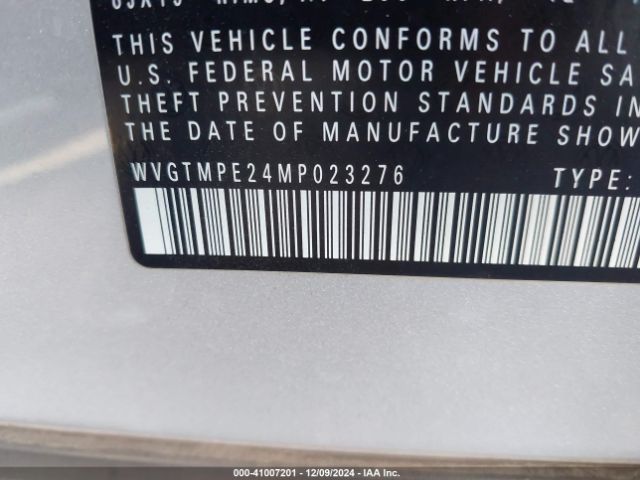 THIS VEHICLE CONFORMS TO ALL
U.S. FEDERAL MOTOR VEHICLE SA
THEFT PREVENTION STANDARDS IN
THE DATE OF MANUFACTURE SHOW
WVGTMPE24MP023276 TYPE:
000-41007201 - 12/09/2024 - IAA Inc.